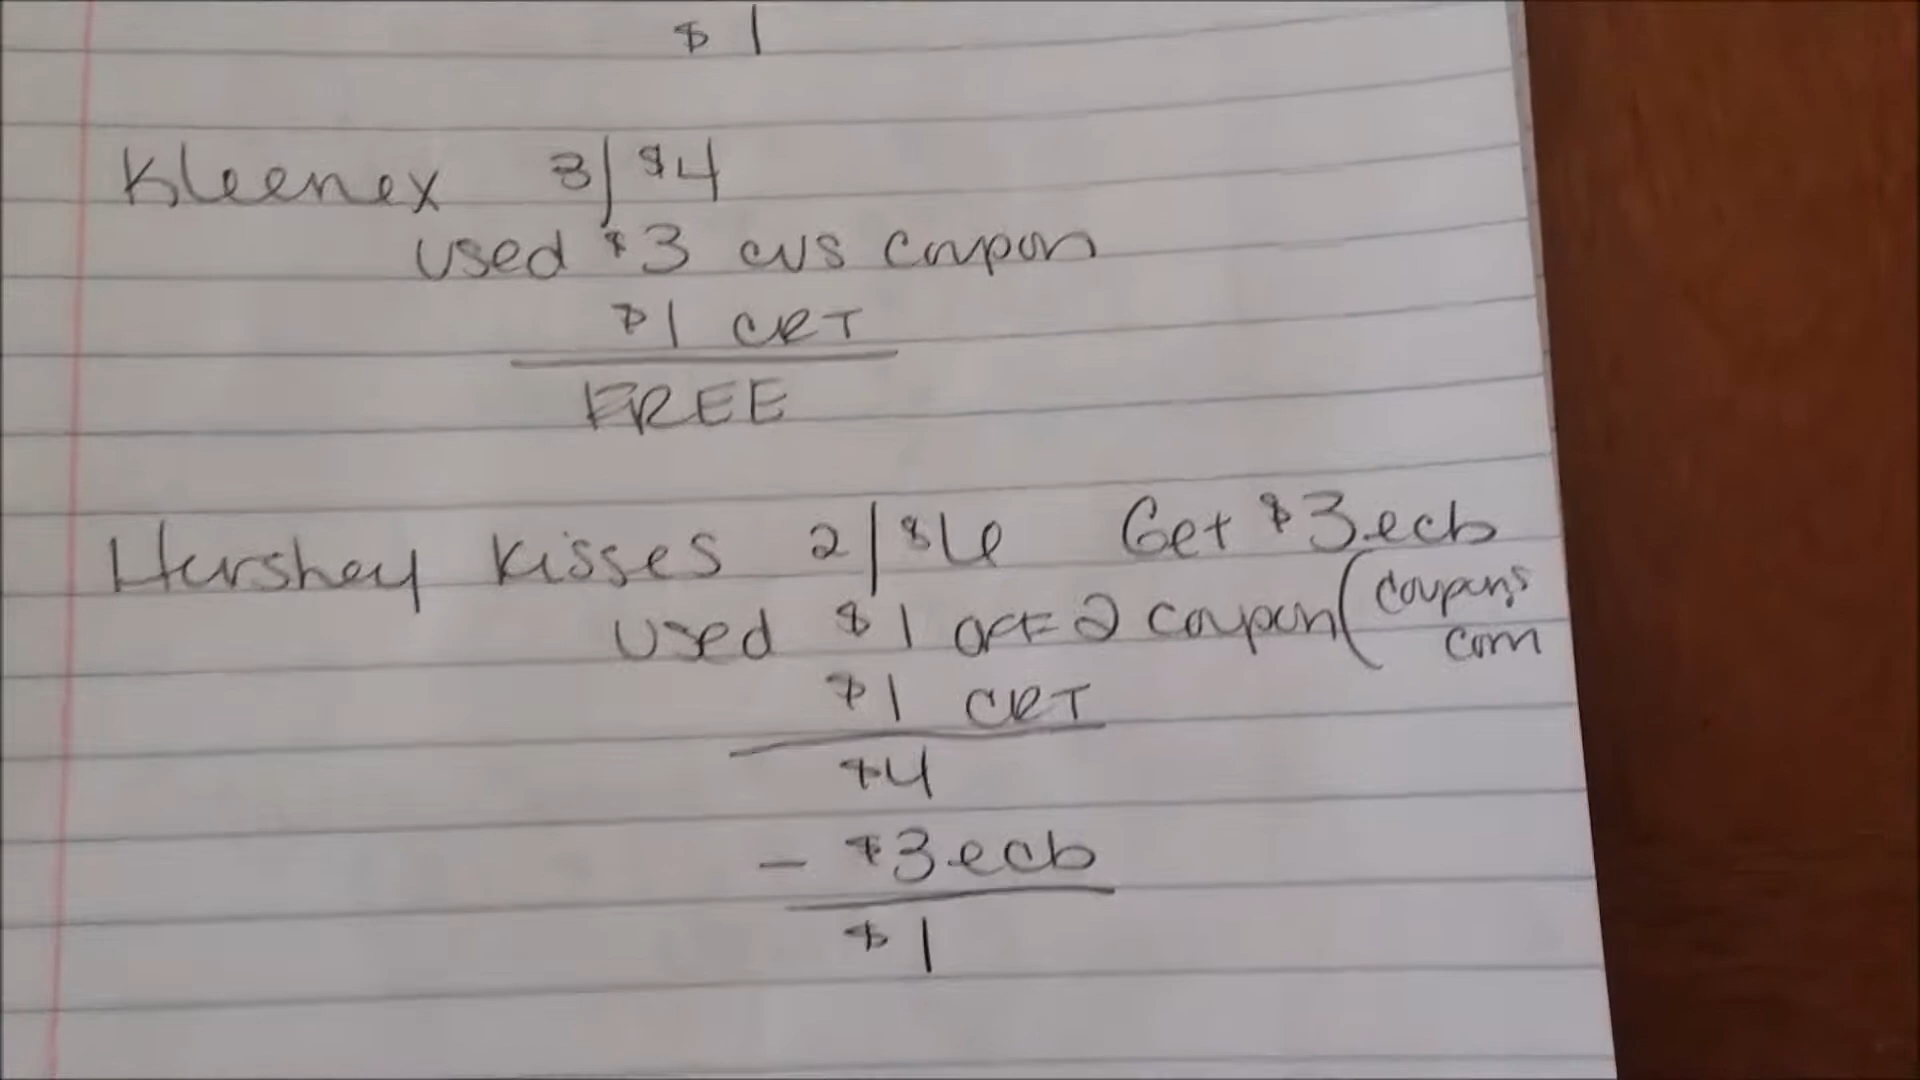 $1
Kleenex 3/$4
used $3 cvs coupon
$1 CRT
FREE
Hershey Kisses 2/$6 Get $3 ecb
used $1 off 2 coupon (coupons
com
$1 CRT
$4
- $3 ecb
$1